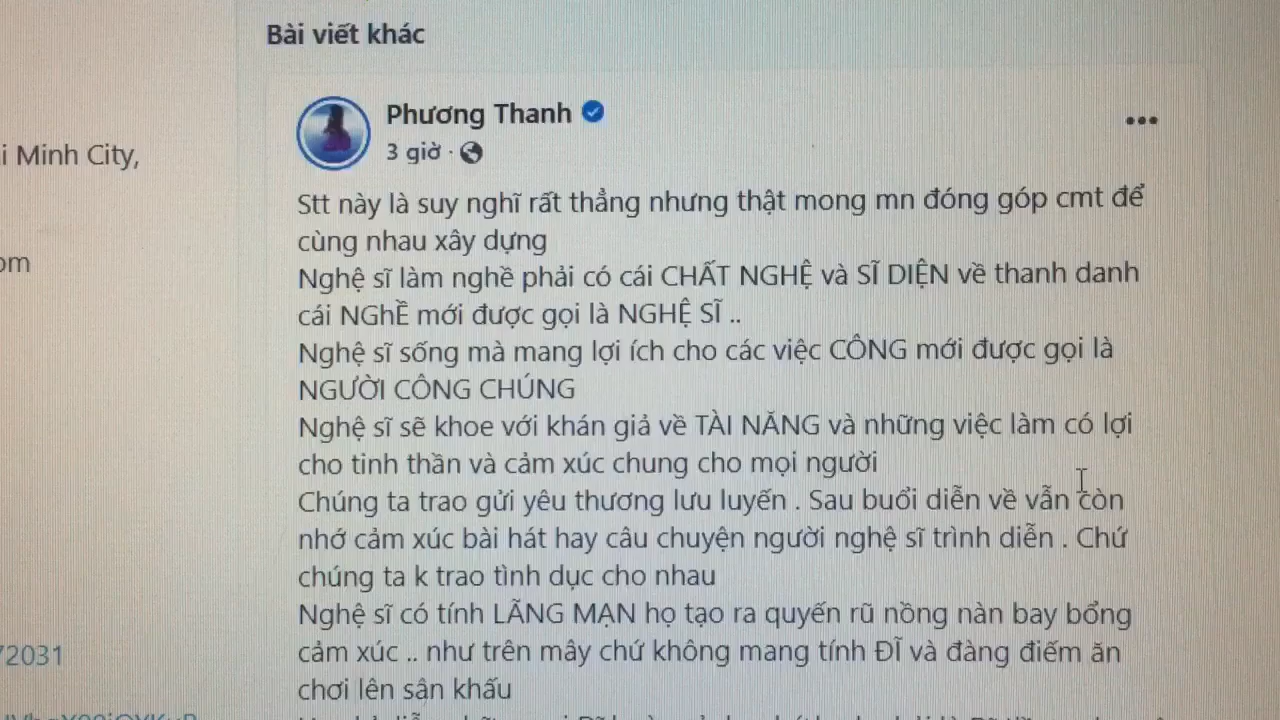 Bài viết khác
Phương Thanh
3 giờ ·
i Minh City,
om
Stt này là suy nghĩ rất thẳng nhưng thật mong mn đóng góp cmt để
cùng nhau xây dựng
Nghệ sĩ làm nghề phải có cái CHẤT NGHỆ và SĨ DIỆN về thanh danh
cái NGhỀ mới được gọi là NGHỆ SĨ ..
Nghệ sĩ sống mà mang lợi ích cho các việc CÔNG mới được gọi là
NGƯỜI CÔNG CHÚNG
Nghệ sĩ sẽ khoe với khán giả về TÀI NĂNG và những việc làm có lợi
cho tinh thần và cảm xúc chung cho mọi người
Chúng ta trao gửi yêu thương lưu luyến . Sau buổi diễn về vẫn còn
nhớ cảm xúc bài hát hay câu chuyện người nghệ sĩ trình diễn . Chứ
chúng ta k trao tình dục cho nhau
Nghệ sĩ có tính LÃNG MẠN họ tạo ra quyến rũ nồng nàn bay bổng
cảm xúc .. như trên mây chứ không mang tính ĐĨ và đàng điếm ăn
chơi lên sân khấu
72031